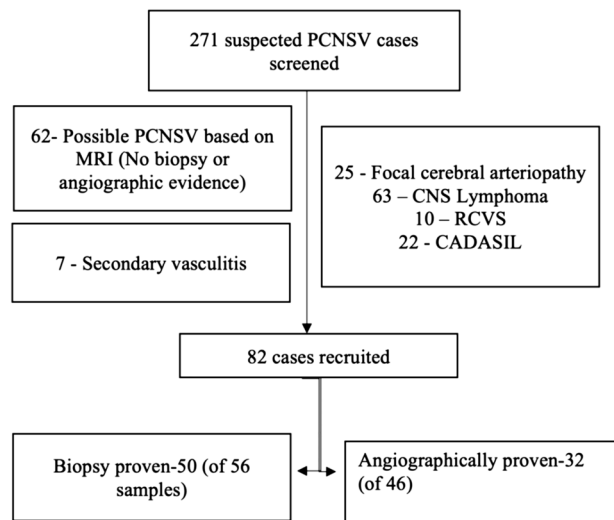 271 suspected PCNSV cases
screened
62- Possible PCNSV based on
MRI (No biopsy or
angiographic evidence)
7 - Secondary vasculitis
25 - Focal cerebral arteriopathy
63 – CNS Lymphoma
10 – RCVS
22 - CADASIL
82 cases recruited
Biopsy proven-50 (of 56
samples)
Angiographically proven-32
(of 46)